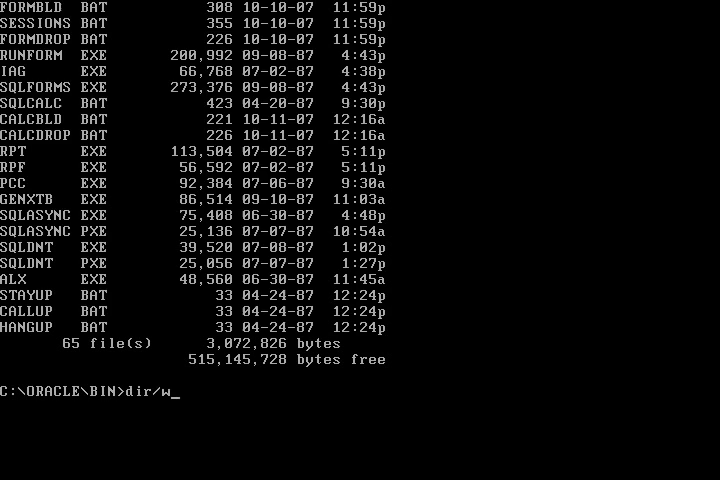 FORMBLD  BAT           308 10-10-07  11:59p
SESSIONS BAT           355 10-10-07  11:59p
FORMDROP BAT           226 10-10-07  11:59p
RUNFORM  EXE       200,992 09-08-87   4:43p
IAG      EXE        66,768 07-02-87   4:38p
SQLFORMS EXE       273,376 09-08-87   4:43p
SQLCALC  BAT           423 04-20-87   9:30p
CALCBLD  BAT           221 10-11-07  12:16a
CALCDROP BAT           226 10-11-07  12:16a
RPT      EXE       113,504 07-02-87   5:11p
RPF      EXE        56,592 07-02-87   5:11p
PCC      EXE        92,384 07-06-87   9:30a
GENXTB   EXE        86,514 09-10-87  11:03a
SQLASYNC EXE        75,408 06-30-87   4:48p
SQLASYNC PXE        25,136 07-07-87  10:54a
SQLDNT   EXE        39,520 07-08-87   1:02p
SQLDNT   PXE        25,056 07-07-87   1:27p
ALX      EXE        48,560 06-30-87  11:45a
STAYUP   BAT            33 04-24-87  12:24p
CALLUP   BAT            33 04-24-87  12:24p
HANGUP   BAT            33 04-24-87  12:24p
65 file(s)      3,072,826 bytes
515,145,728 bytes free
C:\ORACLE\BIN>dir/w_